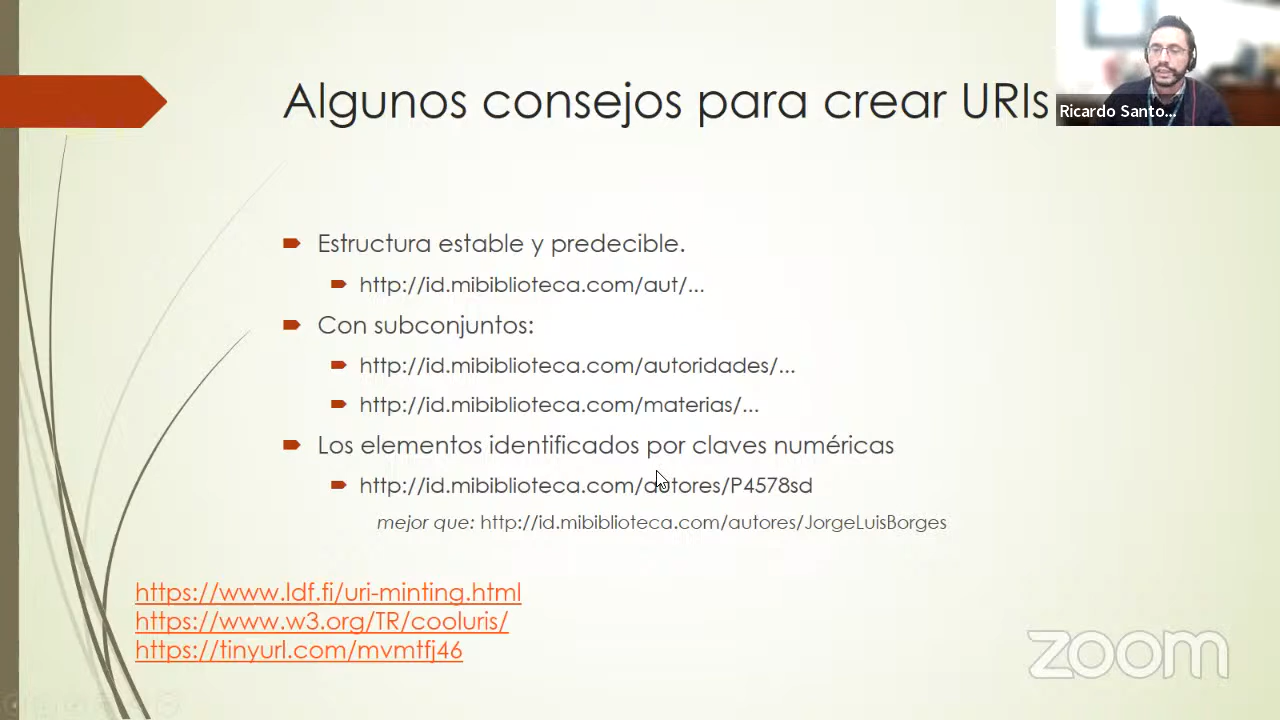 Algunos consejos para crear URIs
Ricardo Santo...
Estructura estable y predecible.
http://id.mibiblioteca.com/aut/...
Con subconjuntos:
http://id.mibiblioteca.com/autoridades/...
http://id.mibiblioteca.com/materias/...
Los elementos identificados por claves numéricas
http://id.mibiblioteca.com/autores/P4578sd
mejor que: http://id.mibiblioteca.com/autores/JorgeLuisBorges
https://www.ldf.fi/uri-minting.html
https://www.w3.org/TR/cooluris/
https://tinyurl.com/mvmtfj46
zoom